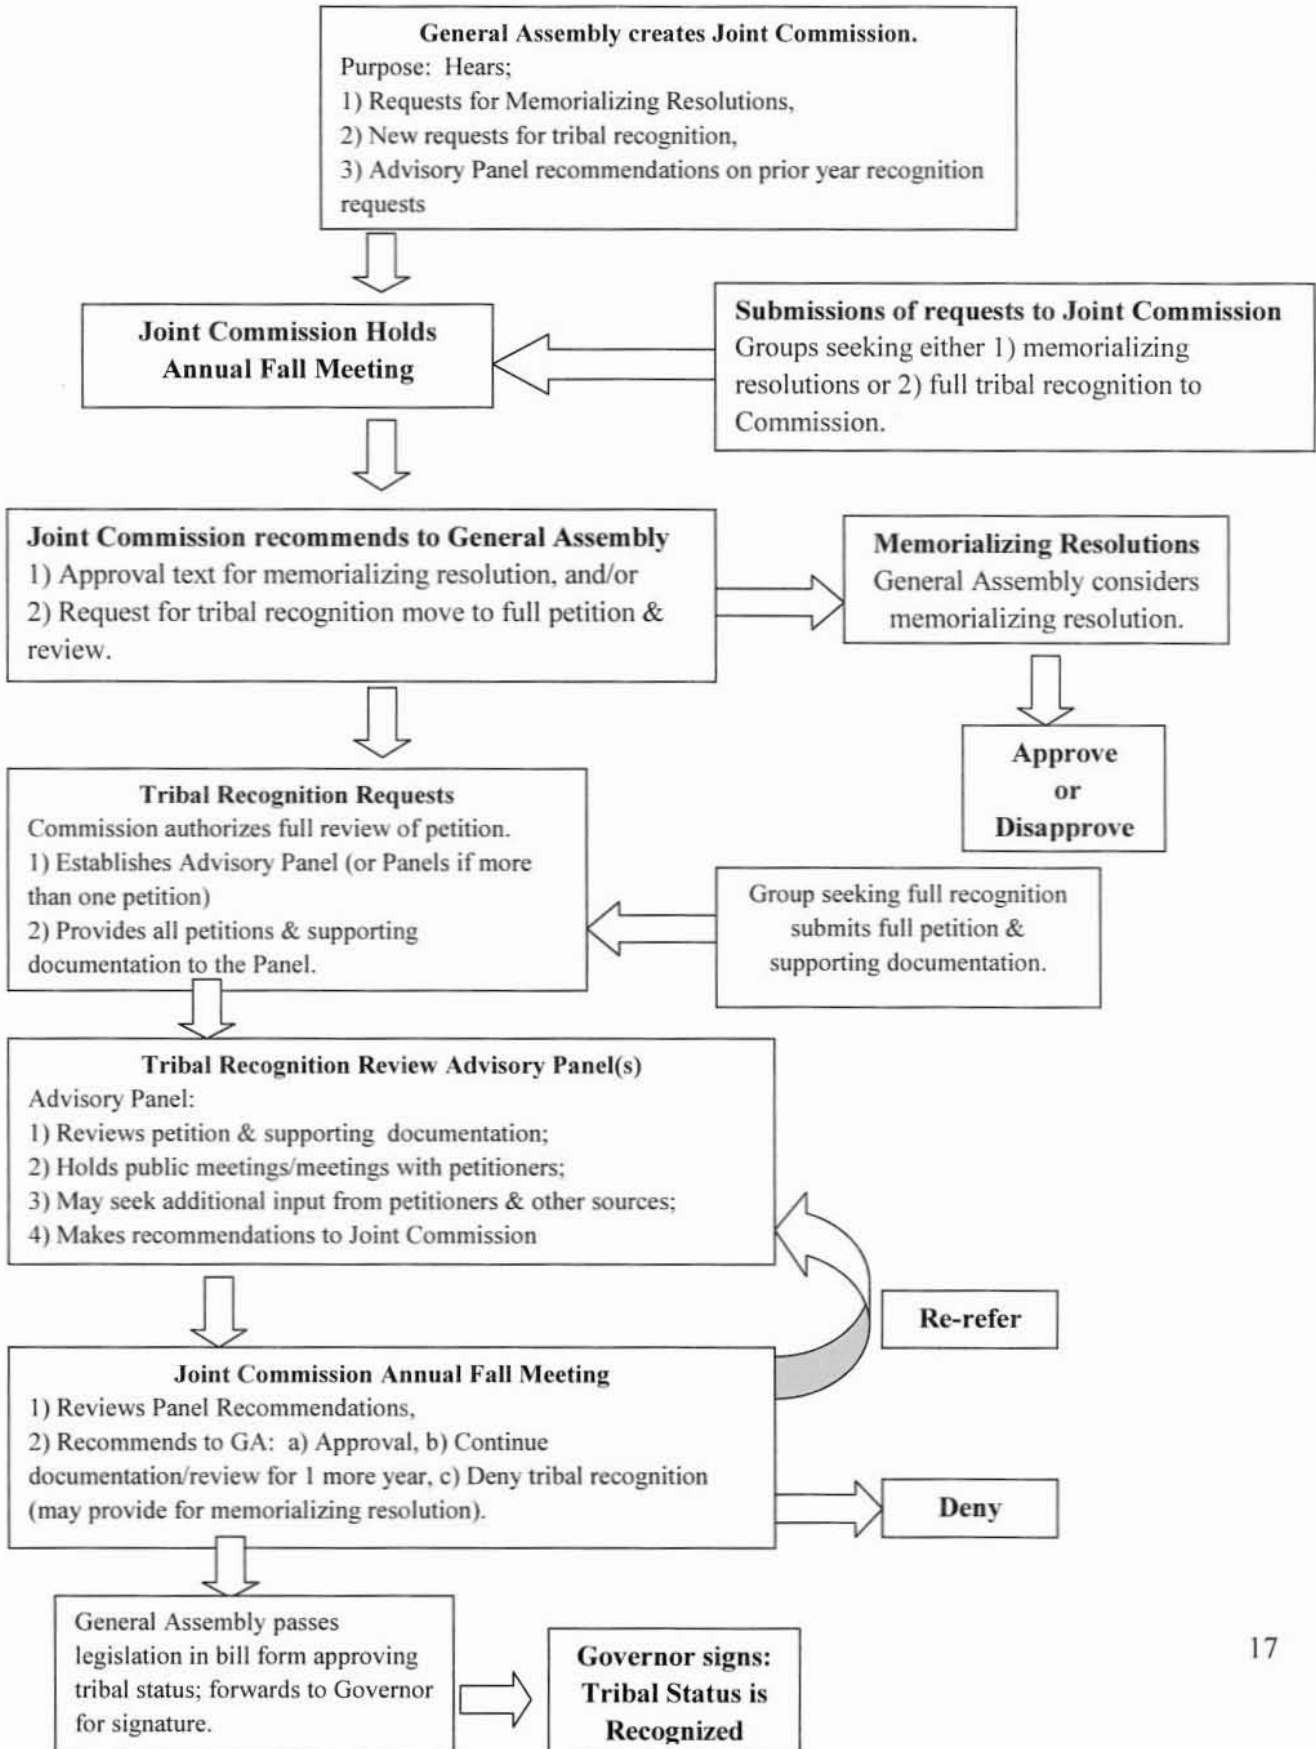 General Assembly creates Joint Commission.
Purpose: Hears;
1) Requests for Memorializing Resolutions,
2) New requests for tribal recognition,
3) Advisory Panel recommendations on prior year recognition
requests
Joint Commission Holds
Annual Fall Meeting
Submissions of requests to Joint Commission
Groups seeking either 1) memorializing
resolutions or 2) full tribal recognition to
Commission.
Joint Commission recommends to General Assembly
1) Approval text for memorializing resolution, and/or
2) Request for tribal recognition move to full petition &
review.
Memorializing Resolutions
General Assembly considers
memorializing resolution.
Approve
or
Disapprove
Tribal Recognition Requests
Commission authorizes full review of petition.
1) Establishes Advisory Panel (or Panels if more
than one petition)
2) Provides all petitions & supporting
documentation to the Panel.
Group seeking full recognition
submits full petition &
supporting documentation.
Tribal Recognition Review Advisory Panel(s)
Advisory Panel:
1) Reviews petition & supporting documentation;
2) Holds public meetings/meetings with petitioners;
3) May seek additional input from petitioners & other sources;
4) Makes recommendations to Joint Commission
Re-refer
Joint Commission Annual Fall Meeting
1) Reviews Panel Recommendations,
2) Recommends to GA: a) Approval, b) Continue
documentation/review for 1 more year, c) Deny tribal recognition
(may provide for memorializing resolution).
Deny
General Assembly passes
legislation in bill form approving
tribal status; forwards to Governor
for signature.
Governor signs:
Tribal Status is
Recognized
17